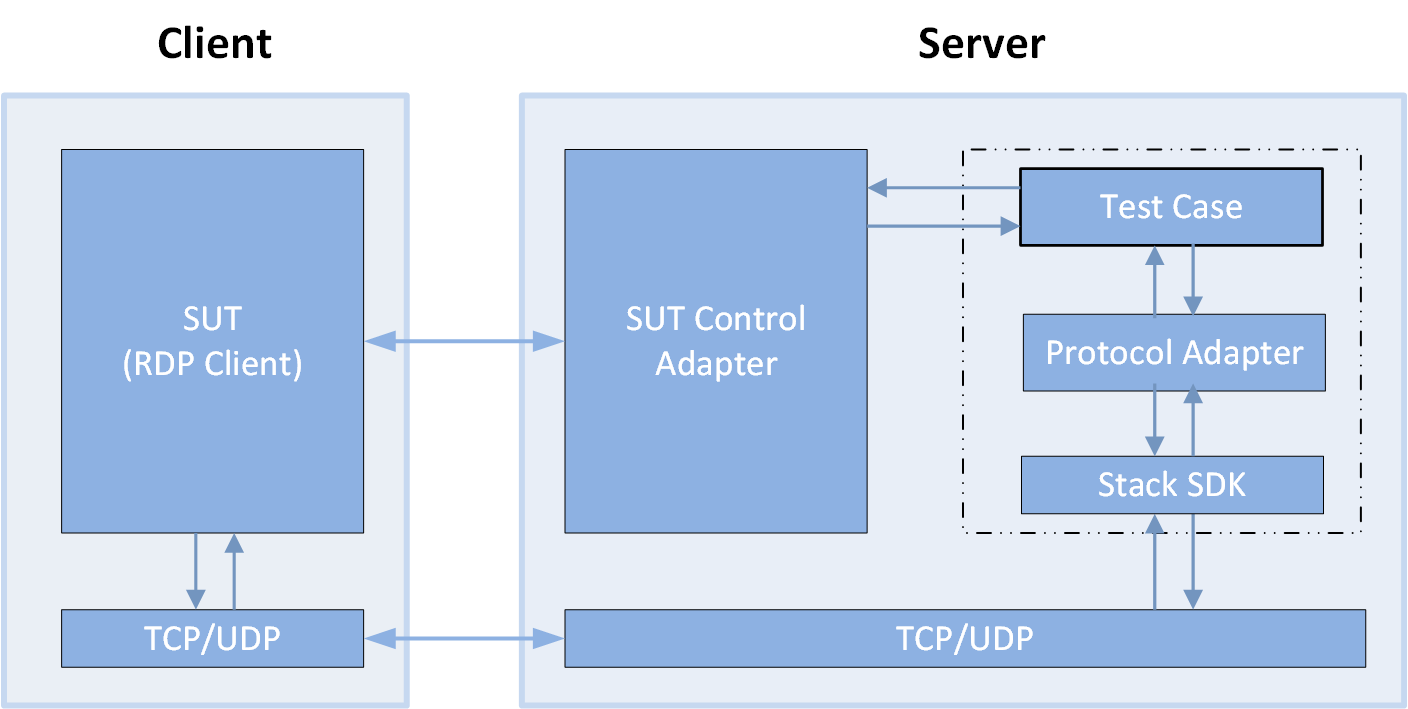 Client
Server
SUT
(RDP Client)
SUT Control
Adapter
Test Case
Protocol Adapter
Stack SDK
TCP/UDP
TCP/UDP